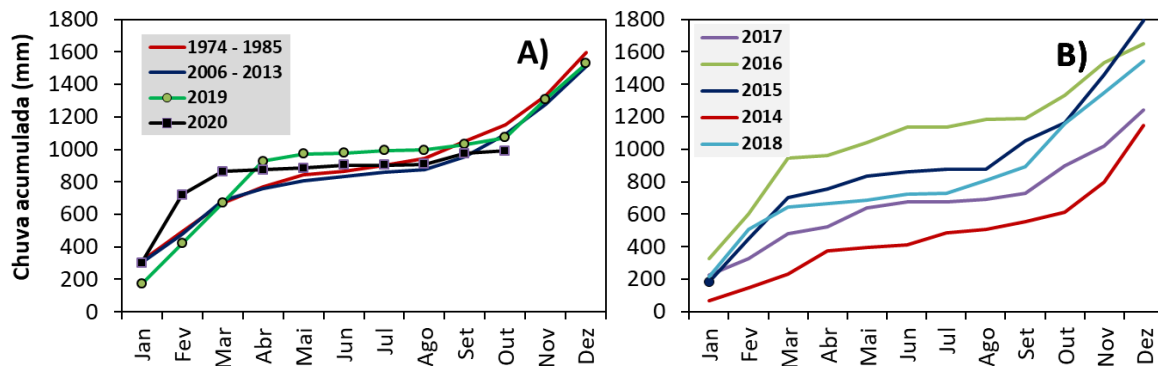 Chuva acumulada (mm)
1800
1600
1400
1200
1000
800
600
400
200
0
A)
1974 - 1985
2006 - 2013
2019
2020
Jan
Fev
Mar
Abr
Mai
Jun
Jul
Ago
Set
Out
Nov
Dez
1800
1600
1400
1200
1000
800
600
400
200
0
B)
2017
2016
2015
2014
2018
Jan
Fev
Mar
Abr
Mai
Jun
Jul
Ago
Set
Out
Nov
Dez